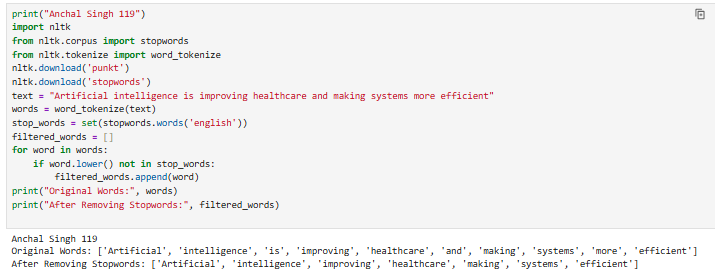 print("Anchal Singh 119")
import nltk
from nltk.corpus import stopwords
from nltk.tokenize import word_tokenize
nltk.download('punkt')
nltk.download('stopwords')
text = "Artificial intelligence is improving healthcare and making systems more efficient"
words = word_tokenize(text)
stop_words = set(stopwords.words('english'))
filtered_words = []
for word in words:
    if word.lower() not in stop_words:
        filtered_words.append(word)
print("Original Words:", words)
print("After Removing Stopwords:", filtered_words)
Anchal Singh 119
Original Words: ['Artificial', 'intelligence', 'is', 'improving', 'healthcare', 'and', 'making', 'systems', 'more', 'efficient']
After Removing Stopwords: ['Artificial', 'intelligence', 'improving', 'healthcare', 'making', 'systems', 'efficient']